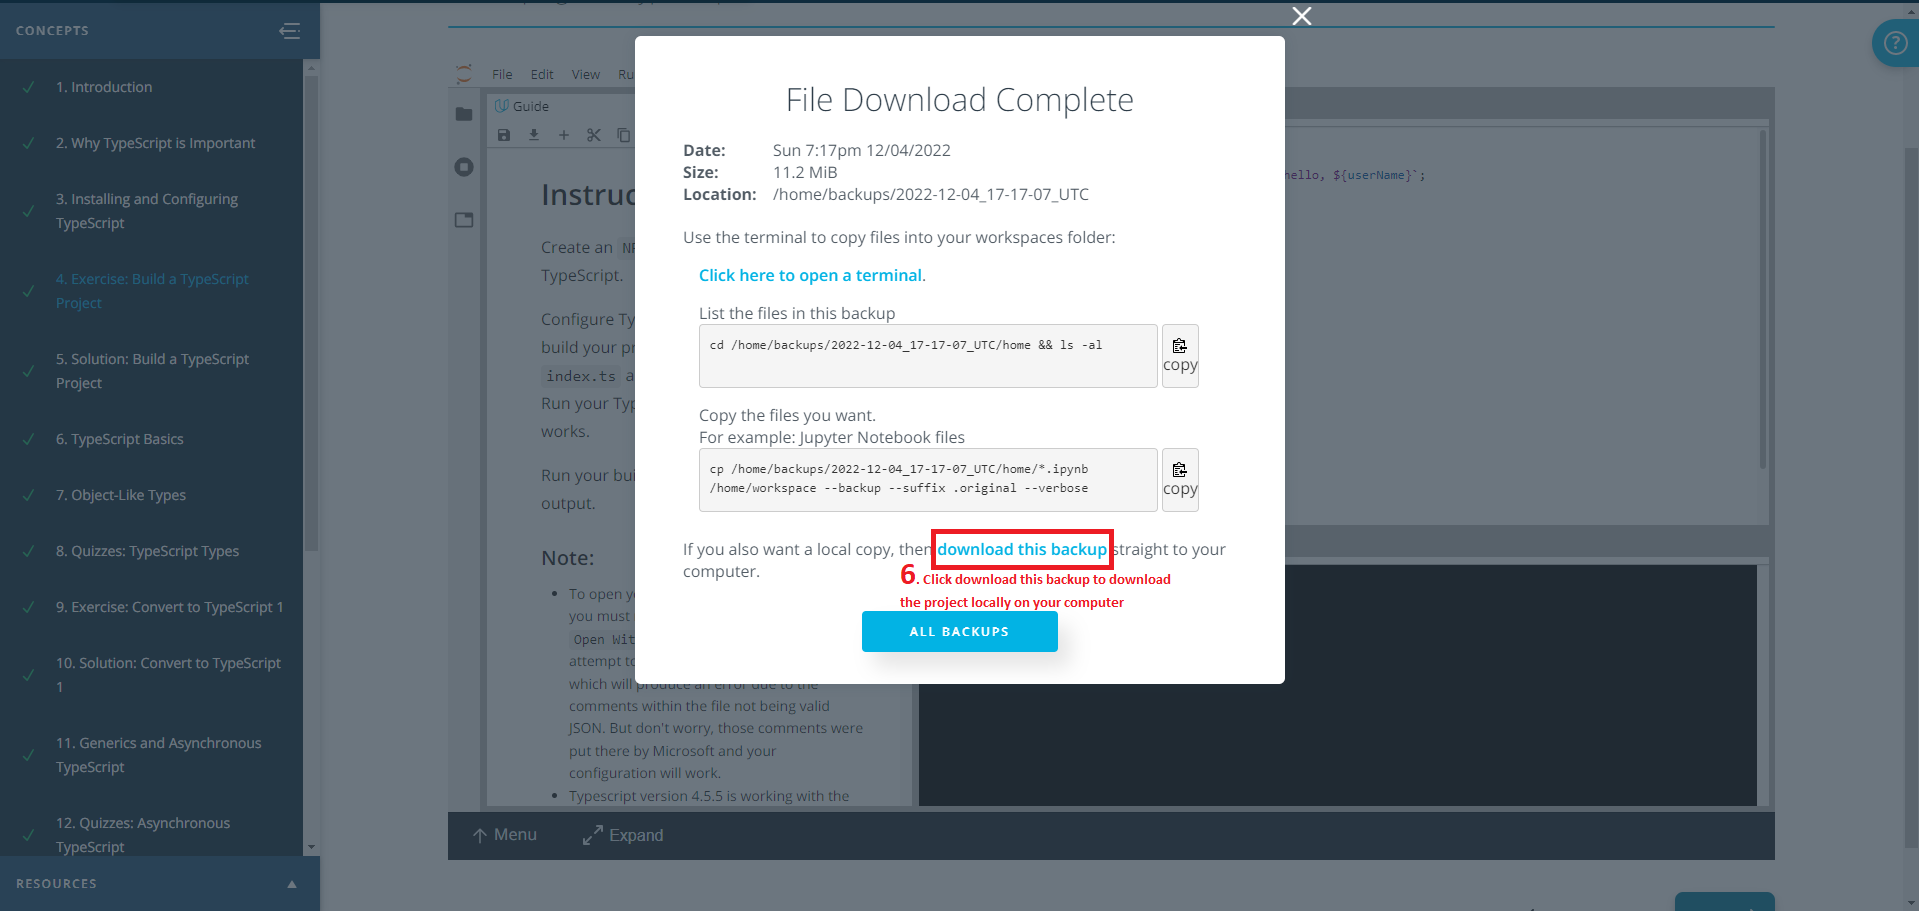 CONCEPTS
1. Introduction
2. Why TypeScript is Important
3. Installing and Configuring
TypeScript
4. Exercise: Build a TypeScript
Project
5. Solution: Build a TypeScript
Project
6. TypeScript Basics
7. Object-Like Types
8. Quizzes: TypeScript Types
9. Exercise: Convert to TypeScript 1
10. Solution: Convert to TypeScript
1
11. Generics and Asynchronous
TypeScript
12. Quizzes: Asynchronous
TypeScript
RESOURCES
File Edit View Ru
Guide
Instruc
Create an
TypeScript.
Configure Ty
build your pr
index.ts a
Run your Typ
works.
Run your bui
output.
Note:
To open y
you must
Open Wit
attempt to
which will produce an error due to the
comments within the file not being valid
JSON. But don't worry, those comments were
put there by Microsoft and your
configuration will work.
Typescript version 4.5.5 is working with the
hello, ${userName}`;
File Download Complete
Date: Sun 7:17pm 12/04/2022
Size: 11.2 MiB
Location: /home/backups/2022-12-04_17-17-07_UTC
Use the terminal to copy files into your workspaces folder:
Click here to open a terminal.
List the files in this backup
cd /home/backups/2022-12-04_17-17-07_UTC/home && ls -al
copy
Copy the files you want.
For example: Jupyter Notebook files
cp /home/backups/2022-12-04_17-17-07_UTC/home/*.ipynb
/home/workspace --backup --suffix .original --verbose
copy
If you also want a local copy, then download this backup straight to your
computer.
6. Click download this backup to download
the project locally on your computer
ALL BACKUPS
Menu
Expand
?